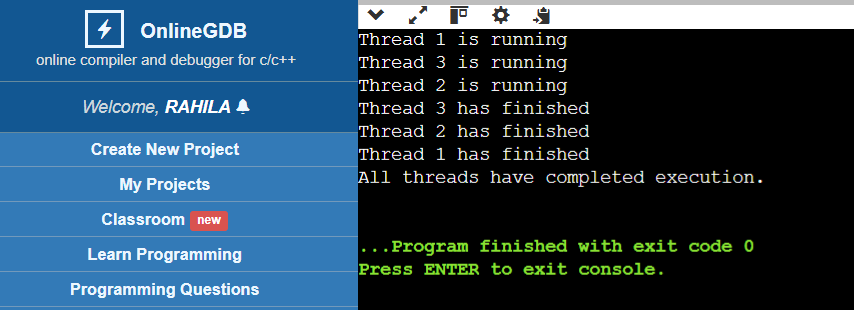 OnlineGDB
online compiler and debugger for c/c++
Welcome, RAHILA
Create New Project
My Projects
Classroom new
Learn Programming
Programming Questions
Thread 1 is running
Thread 3 is running
Thread 2 is running
Thread 3 has finished
Thread 2 has finished
Thread 1 has finished
All threads have completed execution.
...Program finished with exit code 0
Press ENTER to exit console.